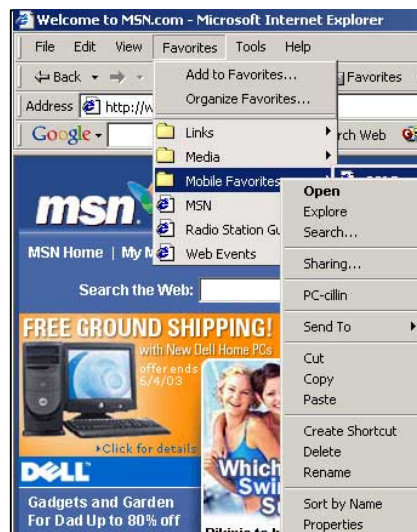 Welcome to MSN.com - Microsoft Internet Explorer
File Edit View Favorites Tools Help
Back Add to Favorites... Favorites
Address http://w Organize Favorites...
Google Links rch Web
Media
Mobile Favorites
msn. MSN
Radio Station Gu
MSN Home | My M Web Events
Open
Explore
Search...
Sharing...
PC-cillin
Send To
Cut
Copy
Paste
Create Shortcut
Delete
Rename
Sort by Name
Properties
Search the Web:
FREE GROUND SHIPPING!
with New Dell Home PCs
offer ends
6/4/03
Click for details
DELL
Gadgets and Garden
For Dad Up to 80% off
Which
Swi
S